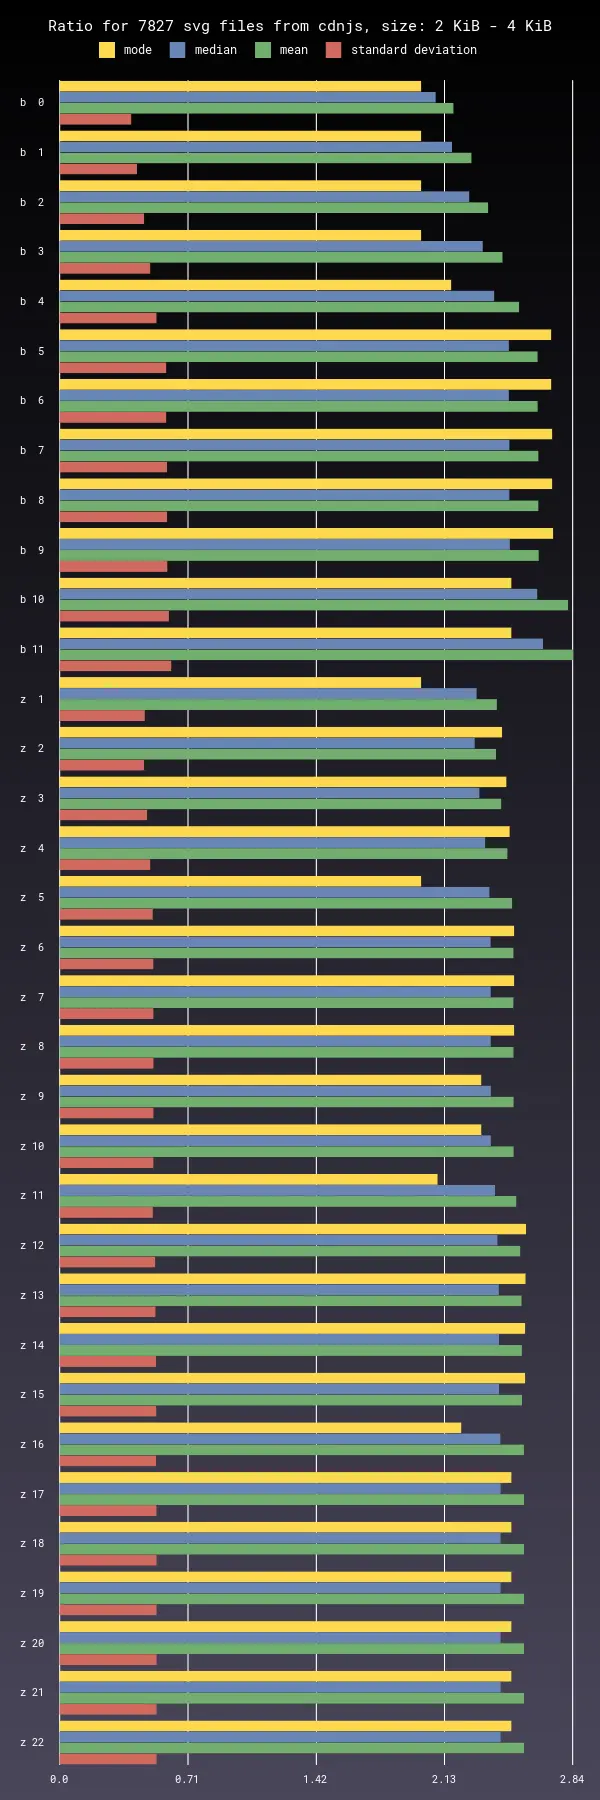 Ratio for 7827 svg files from cdnjs, size: 2 KiB - 4 KiB
mode median mean standard deviation
b 0
b 1
b 2
b 3
b 4
b 5
b 6
b 7
b 8
b 9
b 10
b 11
z 1
z 2
z 3
z 4
z 5
z 6
z 7
z 8
z 9
z 10
z 11
z 12
z 13
z 14
z 15
z 16
z 17
z 18
z 19
z 20
z 21
z 22
0.0 0.71 1.42 2.13 2.84